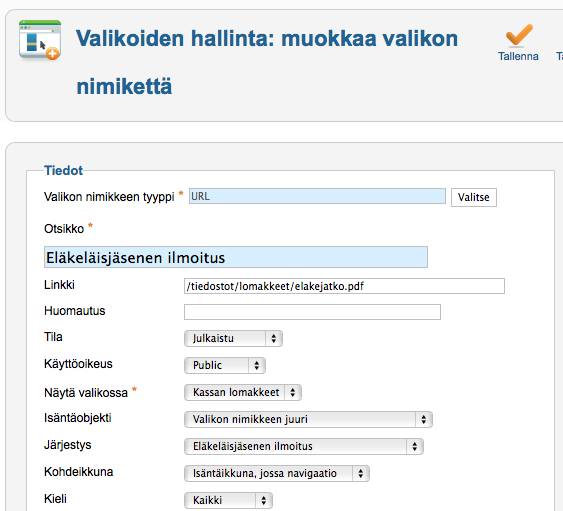 Valikoiden hallinta: muokkaa valikon
nimikettä
Tallenna
Tiedot
Valikon nimikkeen tyyppi * URL Valitse
Otsikko *
Eläkeläisjäsenen ilmoitus
Linkki /tiedostot/lomakkeet/elakejatko.pdf
Huomautus
Tila Julkaistu
Käyttöoikeus Public
Näytä valikossa * Kassan lomakkeet
Isäntäobjekti Valikon nimikkeen juuri
Järjestys Eläkeläisjäsenen ilmoitus
Kohdeikkuna Isäntäikkuna, jossa navigaatio
Kieli Kaikki